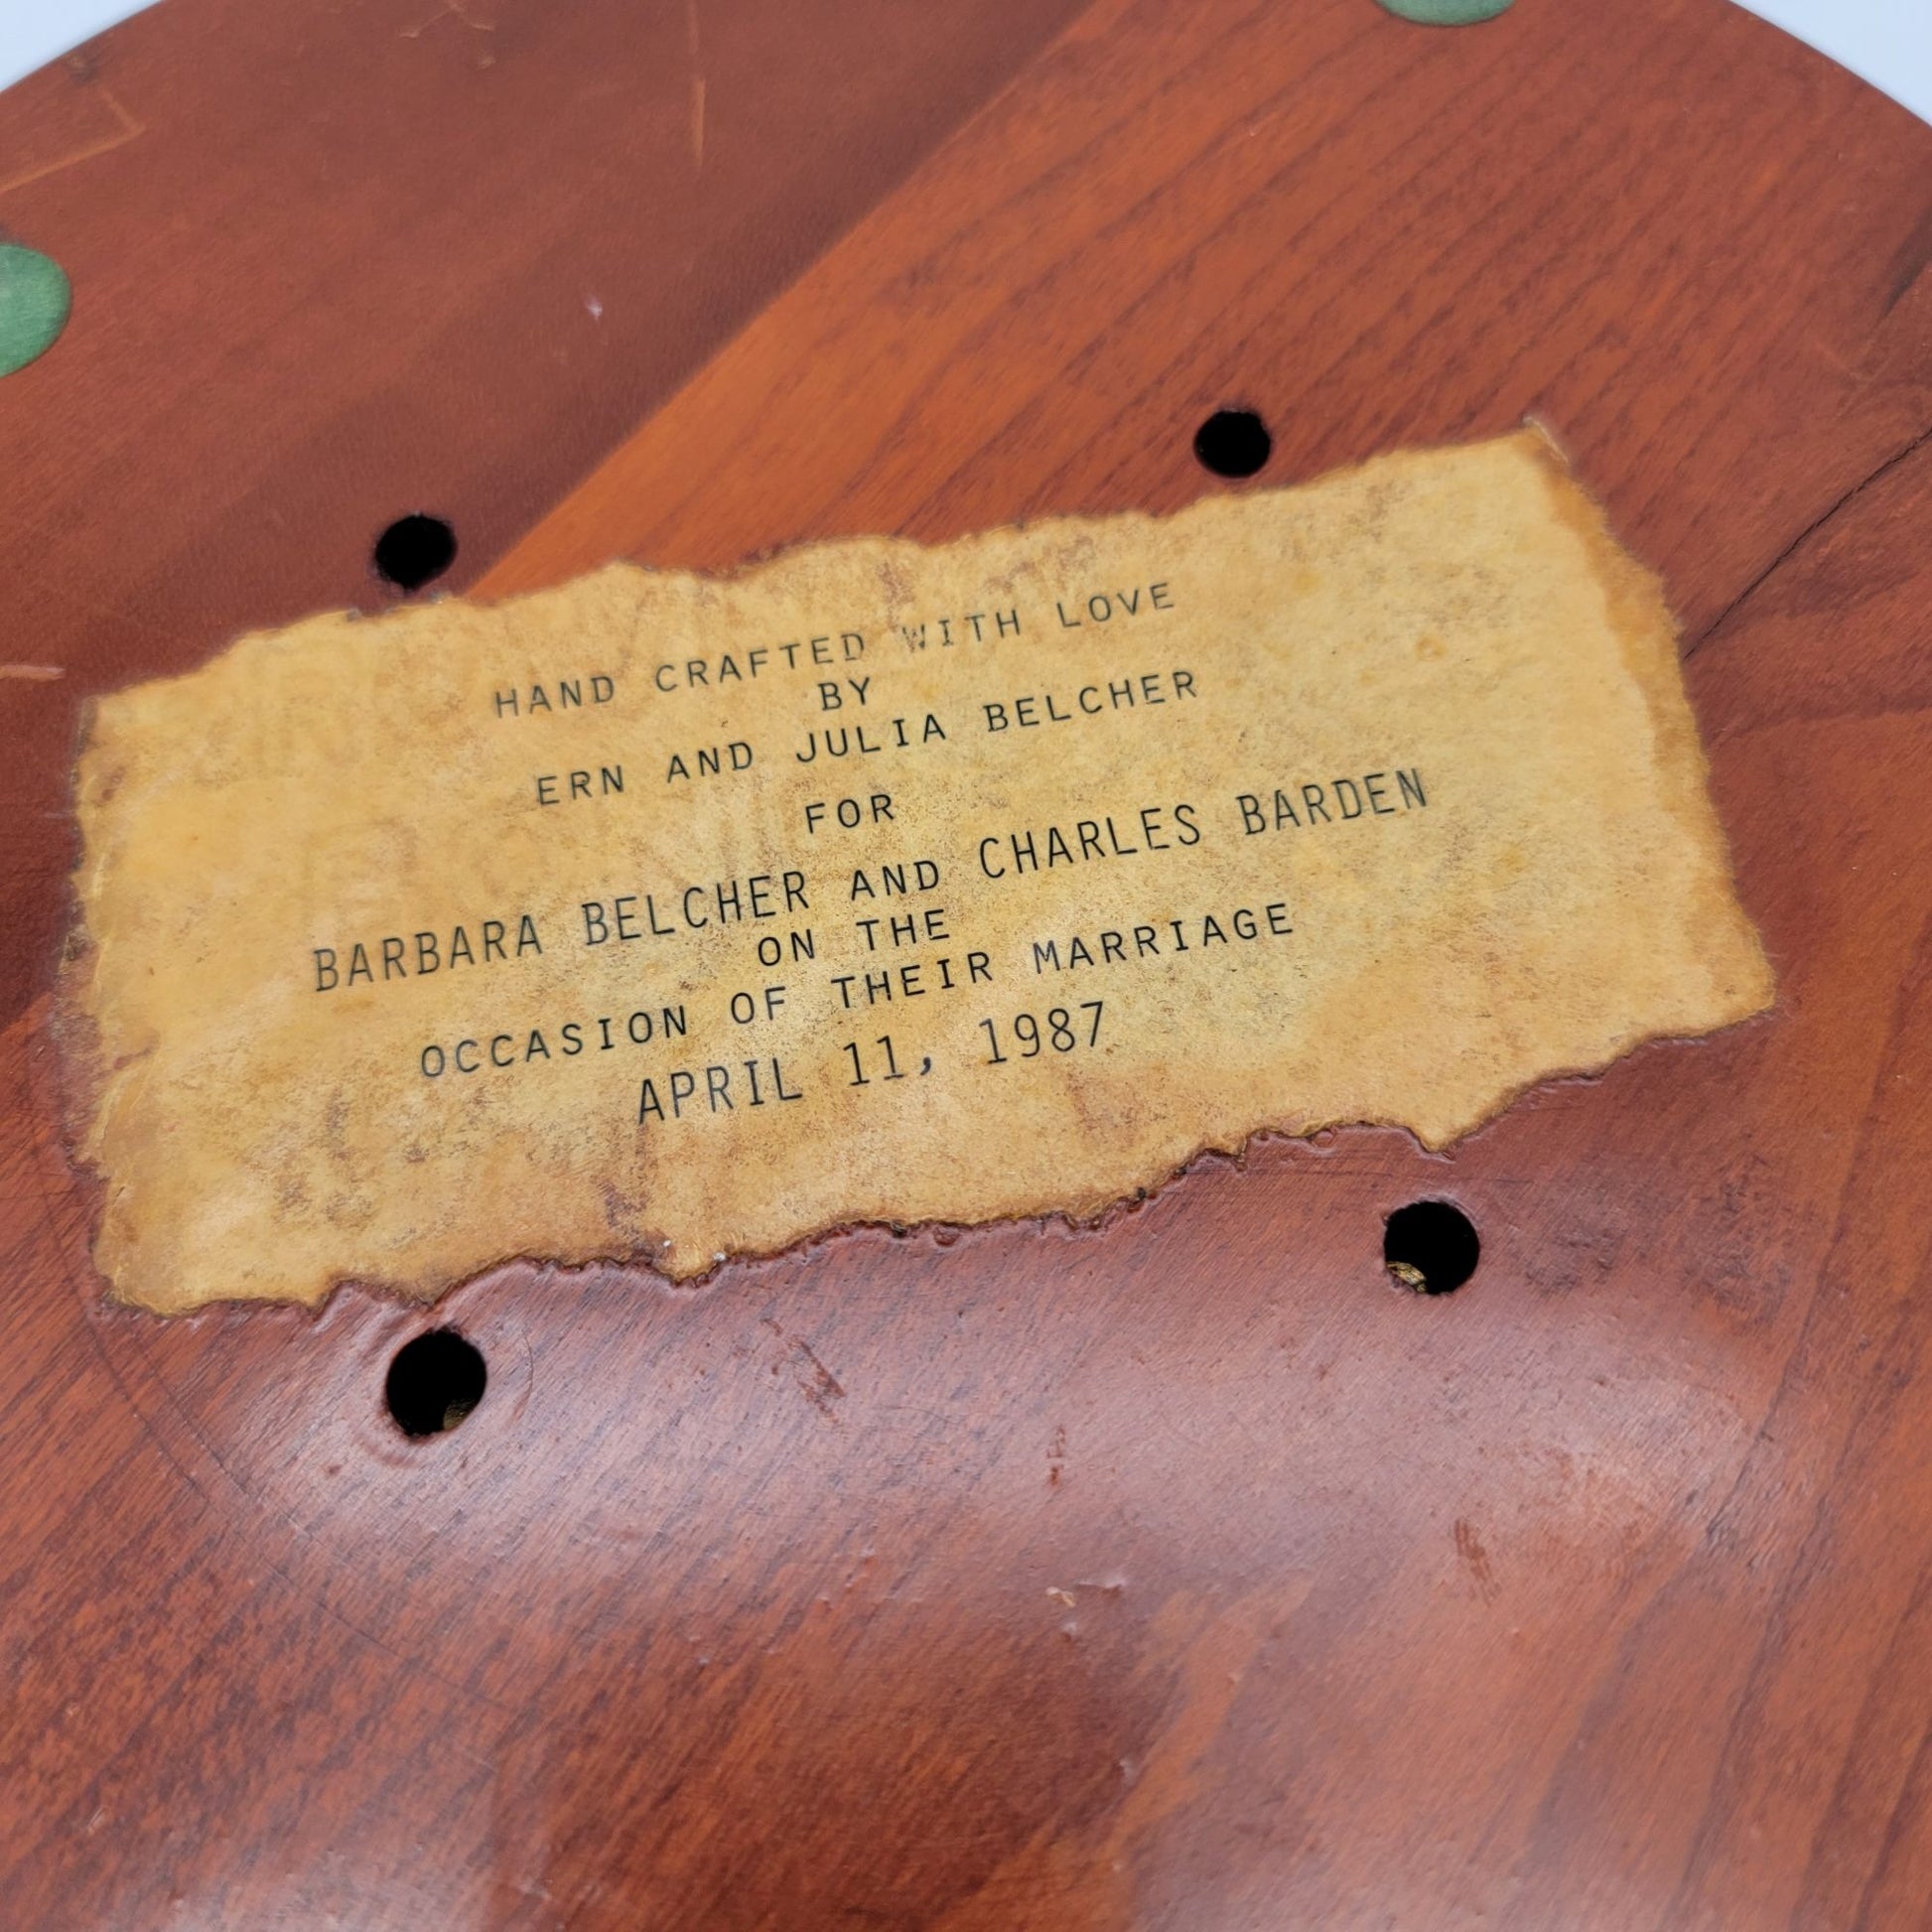 HAND CRAFTED WITH LOVE
BY
ERN AND JULIA BELCHER
FOR
BARBARA BELCHER AND CHARLES BARDEN
ON THE
OCCASION OF THEIR MARRIAGE
APRIL 11, 1987